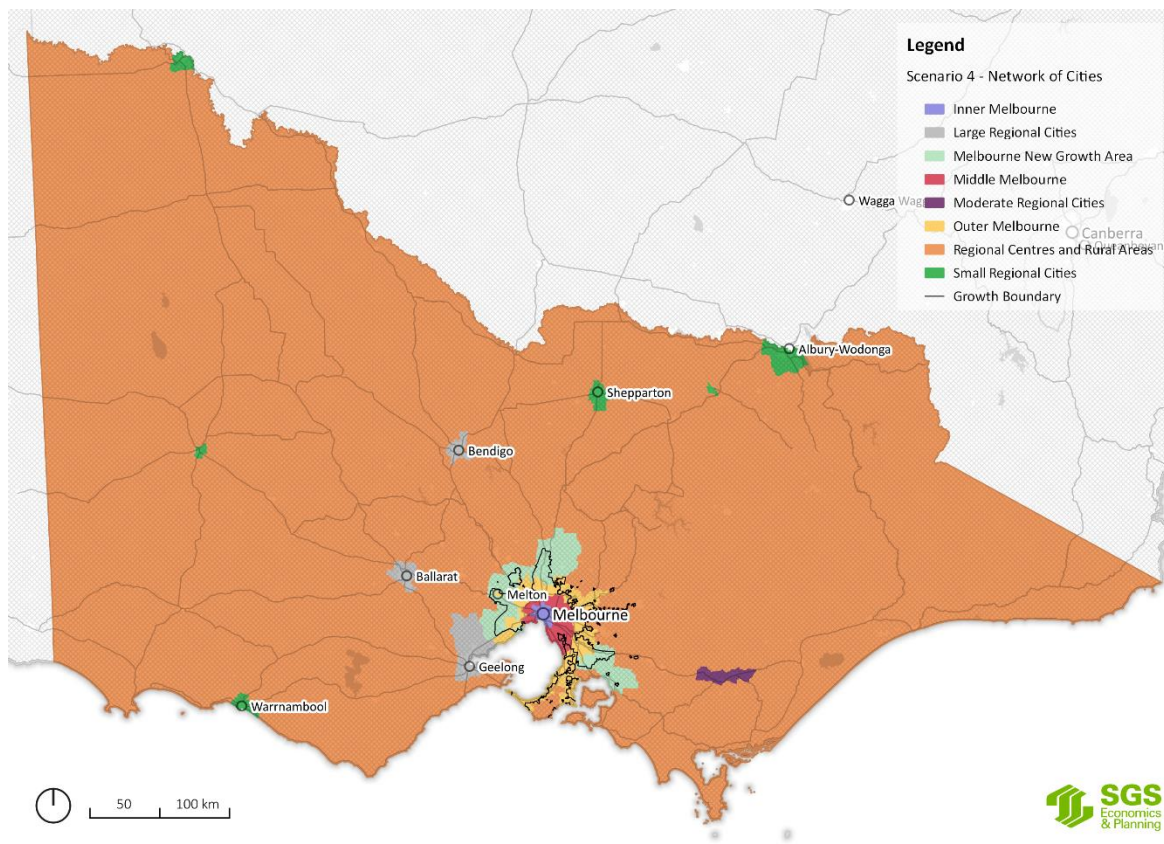 Legend
Scenario 4 - Network of Cities
Inner Melbourne
Large Regional Cities
Melbourne New Growth Area
Middle Melbourne
Moderate Regional Cities
Outer Melbourne
Regional Centres and Rural Areas
Small Regional Cities
Growth Boundary
Wagga Wagga
Canberra
Queanbeyan
Albury-Wodonga
Shepparton
Bendigo
Ballarat
Melton
Melbourne
Geelong
Warrnambool
50 100 km
SGS
Economics
& Planning